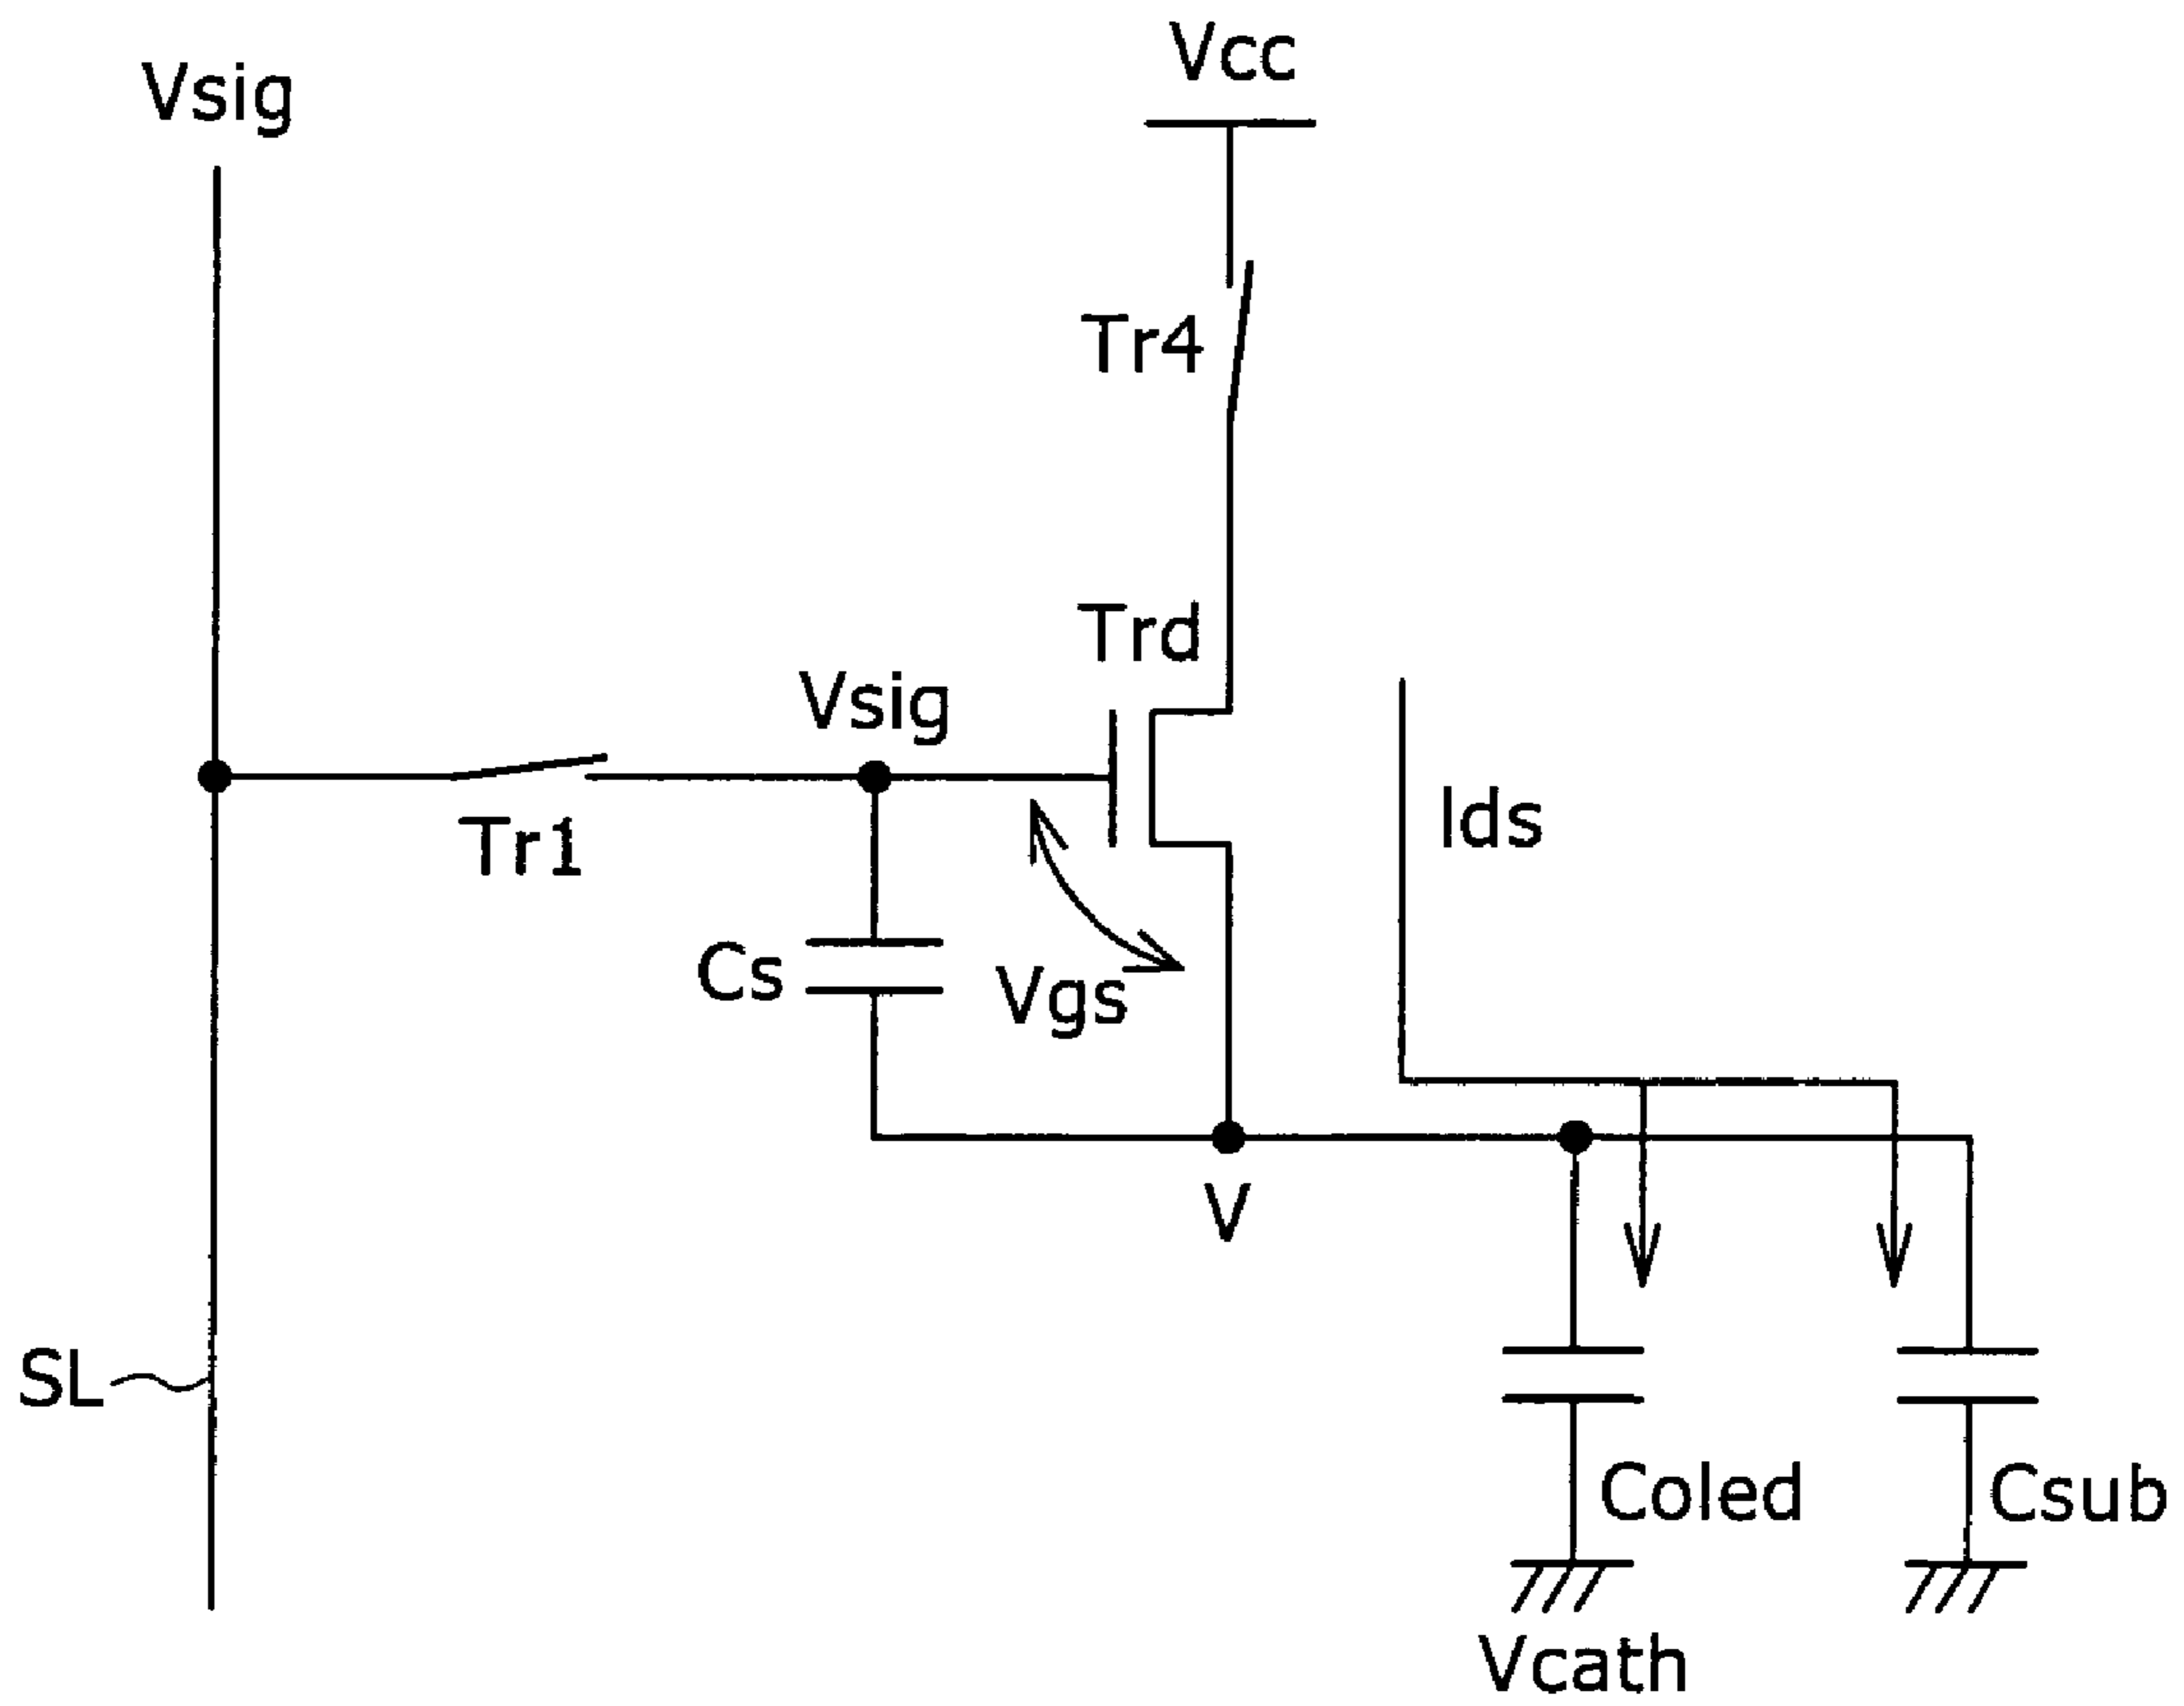 Vcc
Vsig
Tr4
Trd
Vsig
Ids
Tr1
Cs
Vgs
V
SL
Coled
Csub
Vcath